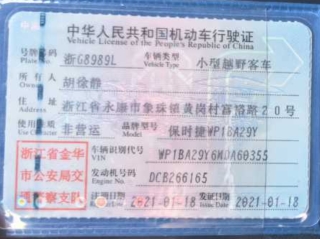 中华人民共和国机动车行驶证
Vehicle License of the People's Republic of China
号牌号码 浙G8989L 车辆类型 小型越野客车
Plate No. Vehicle Type
所有人 胡徐静
Owner
住址 浙江省永康市象珠镇黄岗村富塔路20号
Address
使用性质 非营运 品牌型号 保时捷WP1BA29Y
Use Character Model
浙江省金华 车辆识别代号 WP1BA29Y6MDA60355
VIN
市公安局交 发动机号码 DCB266165
Engine No.
通警察支队 注册日期 2021-01-18 发证日期 2021-01-18
Issue Date